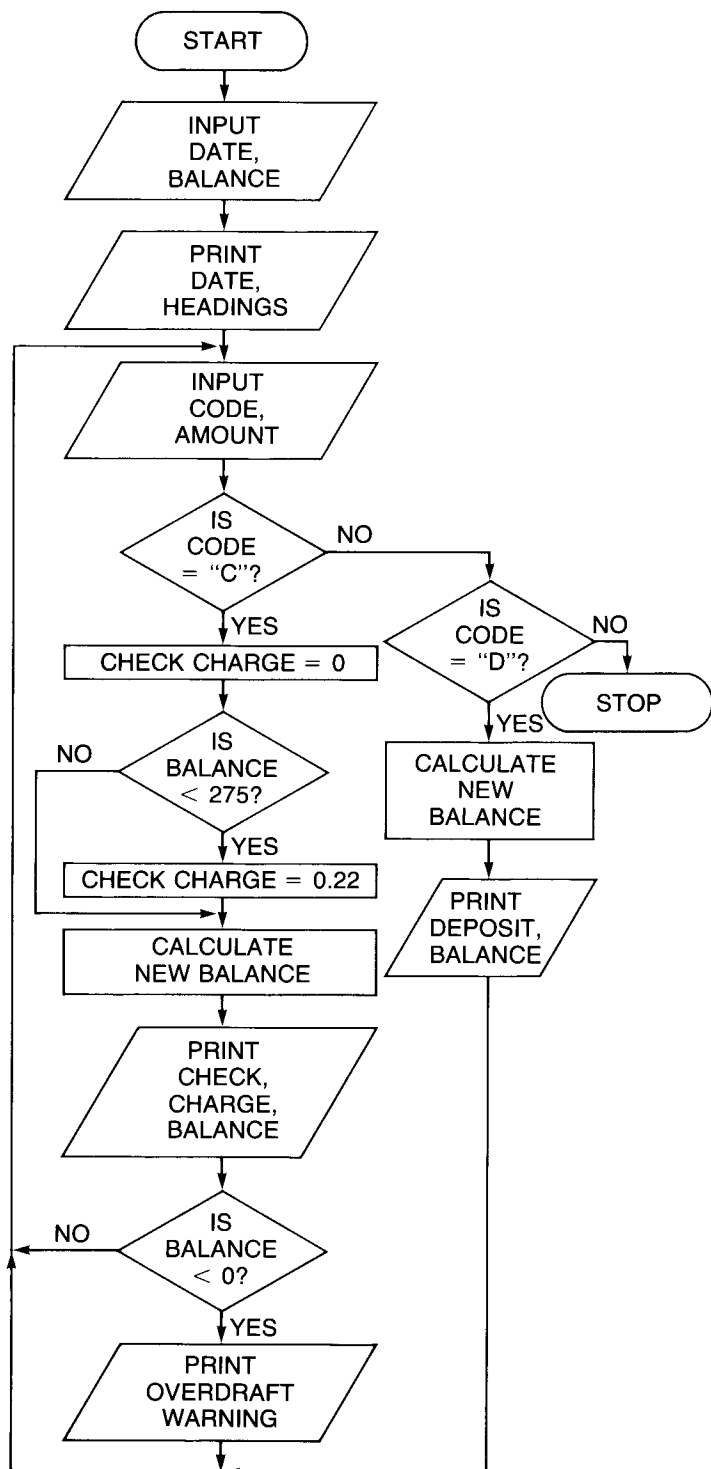 START
INPUT
DATE,
BALANCE
PRINT
DATE,
HEADINGS
INPUT
CODE,
AMOUNT
IS
CODE
= “C”?
NO
YES
IS
CODE
= “D”?
NO
STOP
YES
CALCULATE
NEW
BALANCE
PRINT
DEPOSIT,
BALANCE
CHECK CHARGE = 0
IS
BALANCE
< 275?
NO
YES
CHECK CHARGE = 0.22
CALCULATE
NEW BALANCE
PRINT
CHECK,
CHARGE,
BALANCE
IS
BALANCE
< 0?
NO
YES
PRINT
OVERDRAFT
WARNING